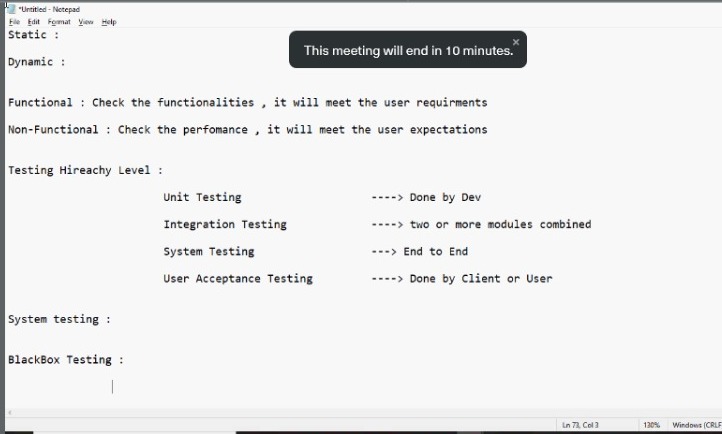 *Untitled - Notepad
File Edit Format View Help
Static :
This meeting will end in 10 minutes.
Dynamic :
Functional : Check the functionalities , it will meet the user requirments
Non-Functional : Check the perfomance , it will meet the user expectations
Testing Hireachy Level :
Unit Testing ----> Done by Dev
Integration Testing ----> two or more modules combined
System Testing ---> End to End
User Acceptance Testing ----> Done by Client or User
System testing :
BlackBox Testing :
Ln 73, Col 3 130% Windows (CRLF